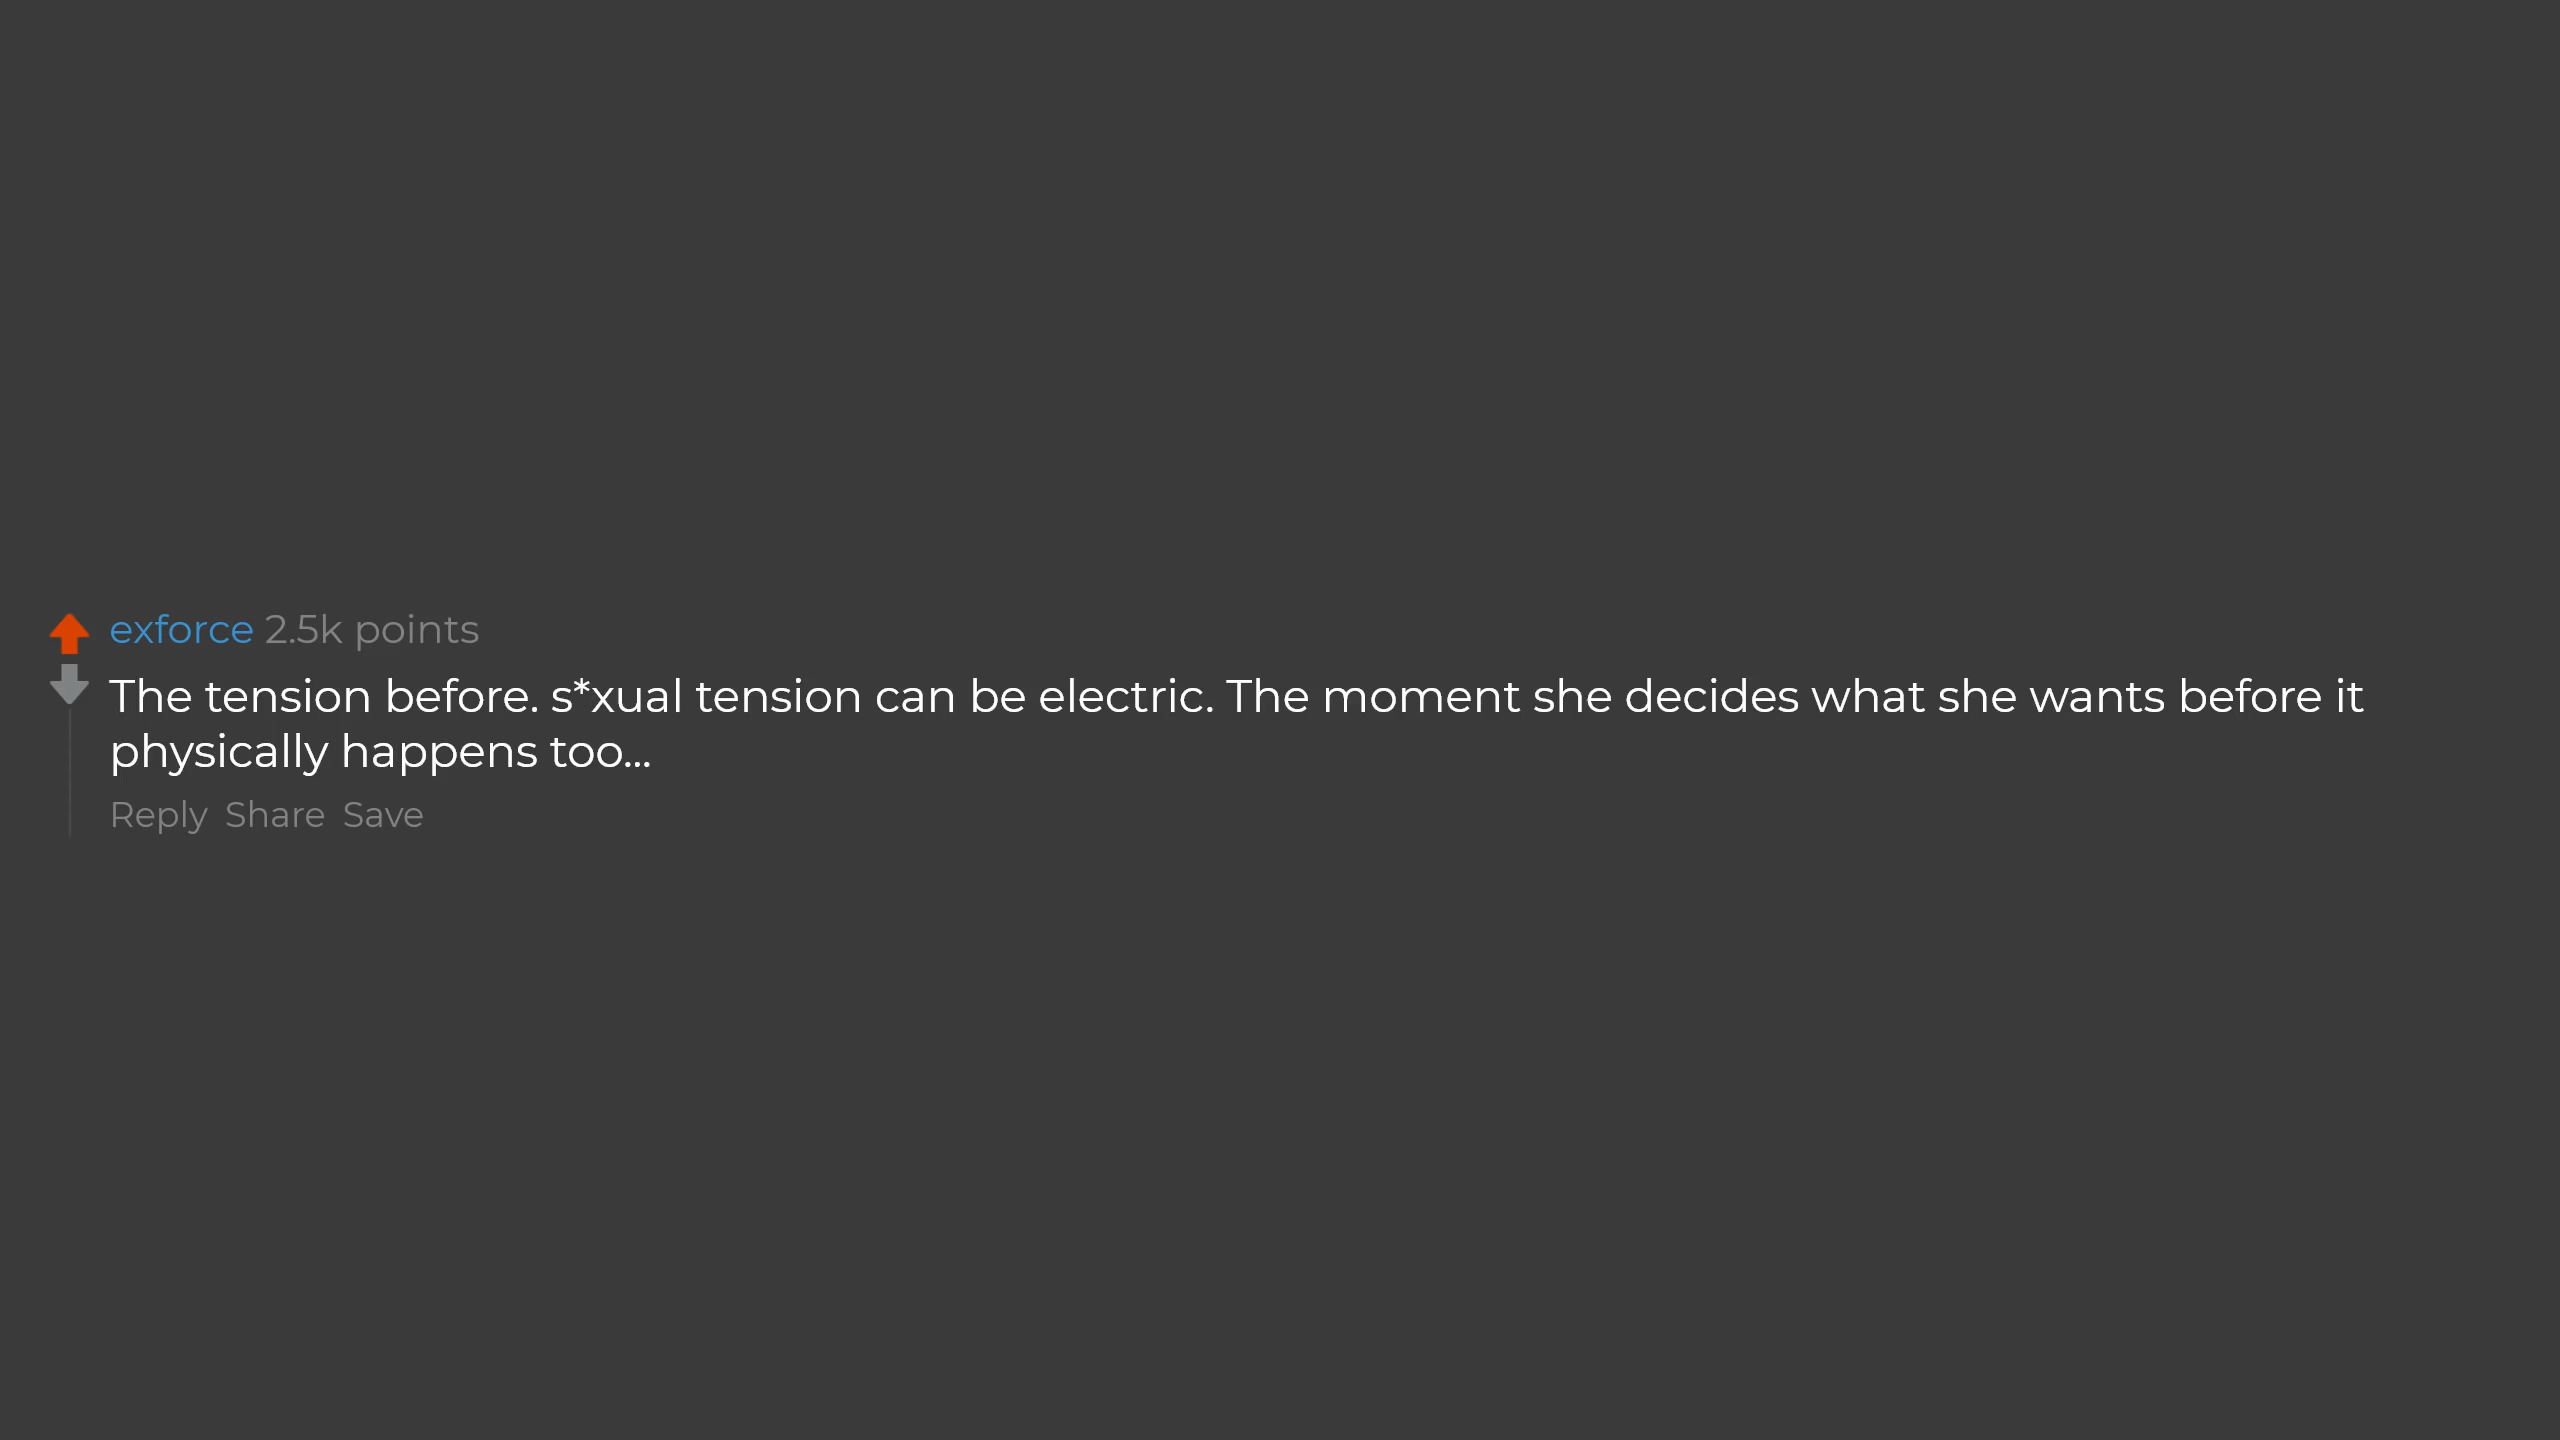 exforce 2.5k points
The tension before. s*xual tension can be electric. The moment she decides what she wants before it
physically happens too...
Reply Share Save